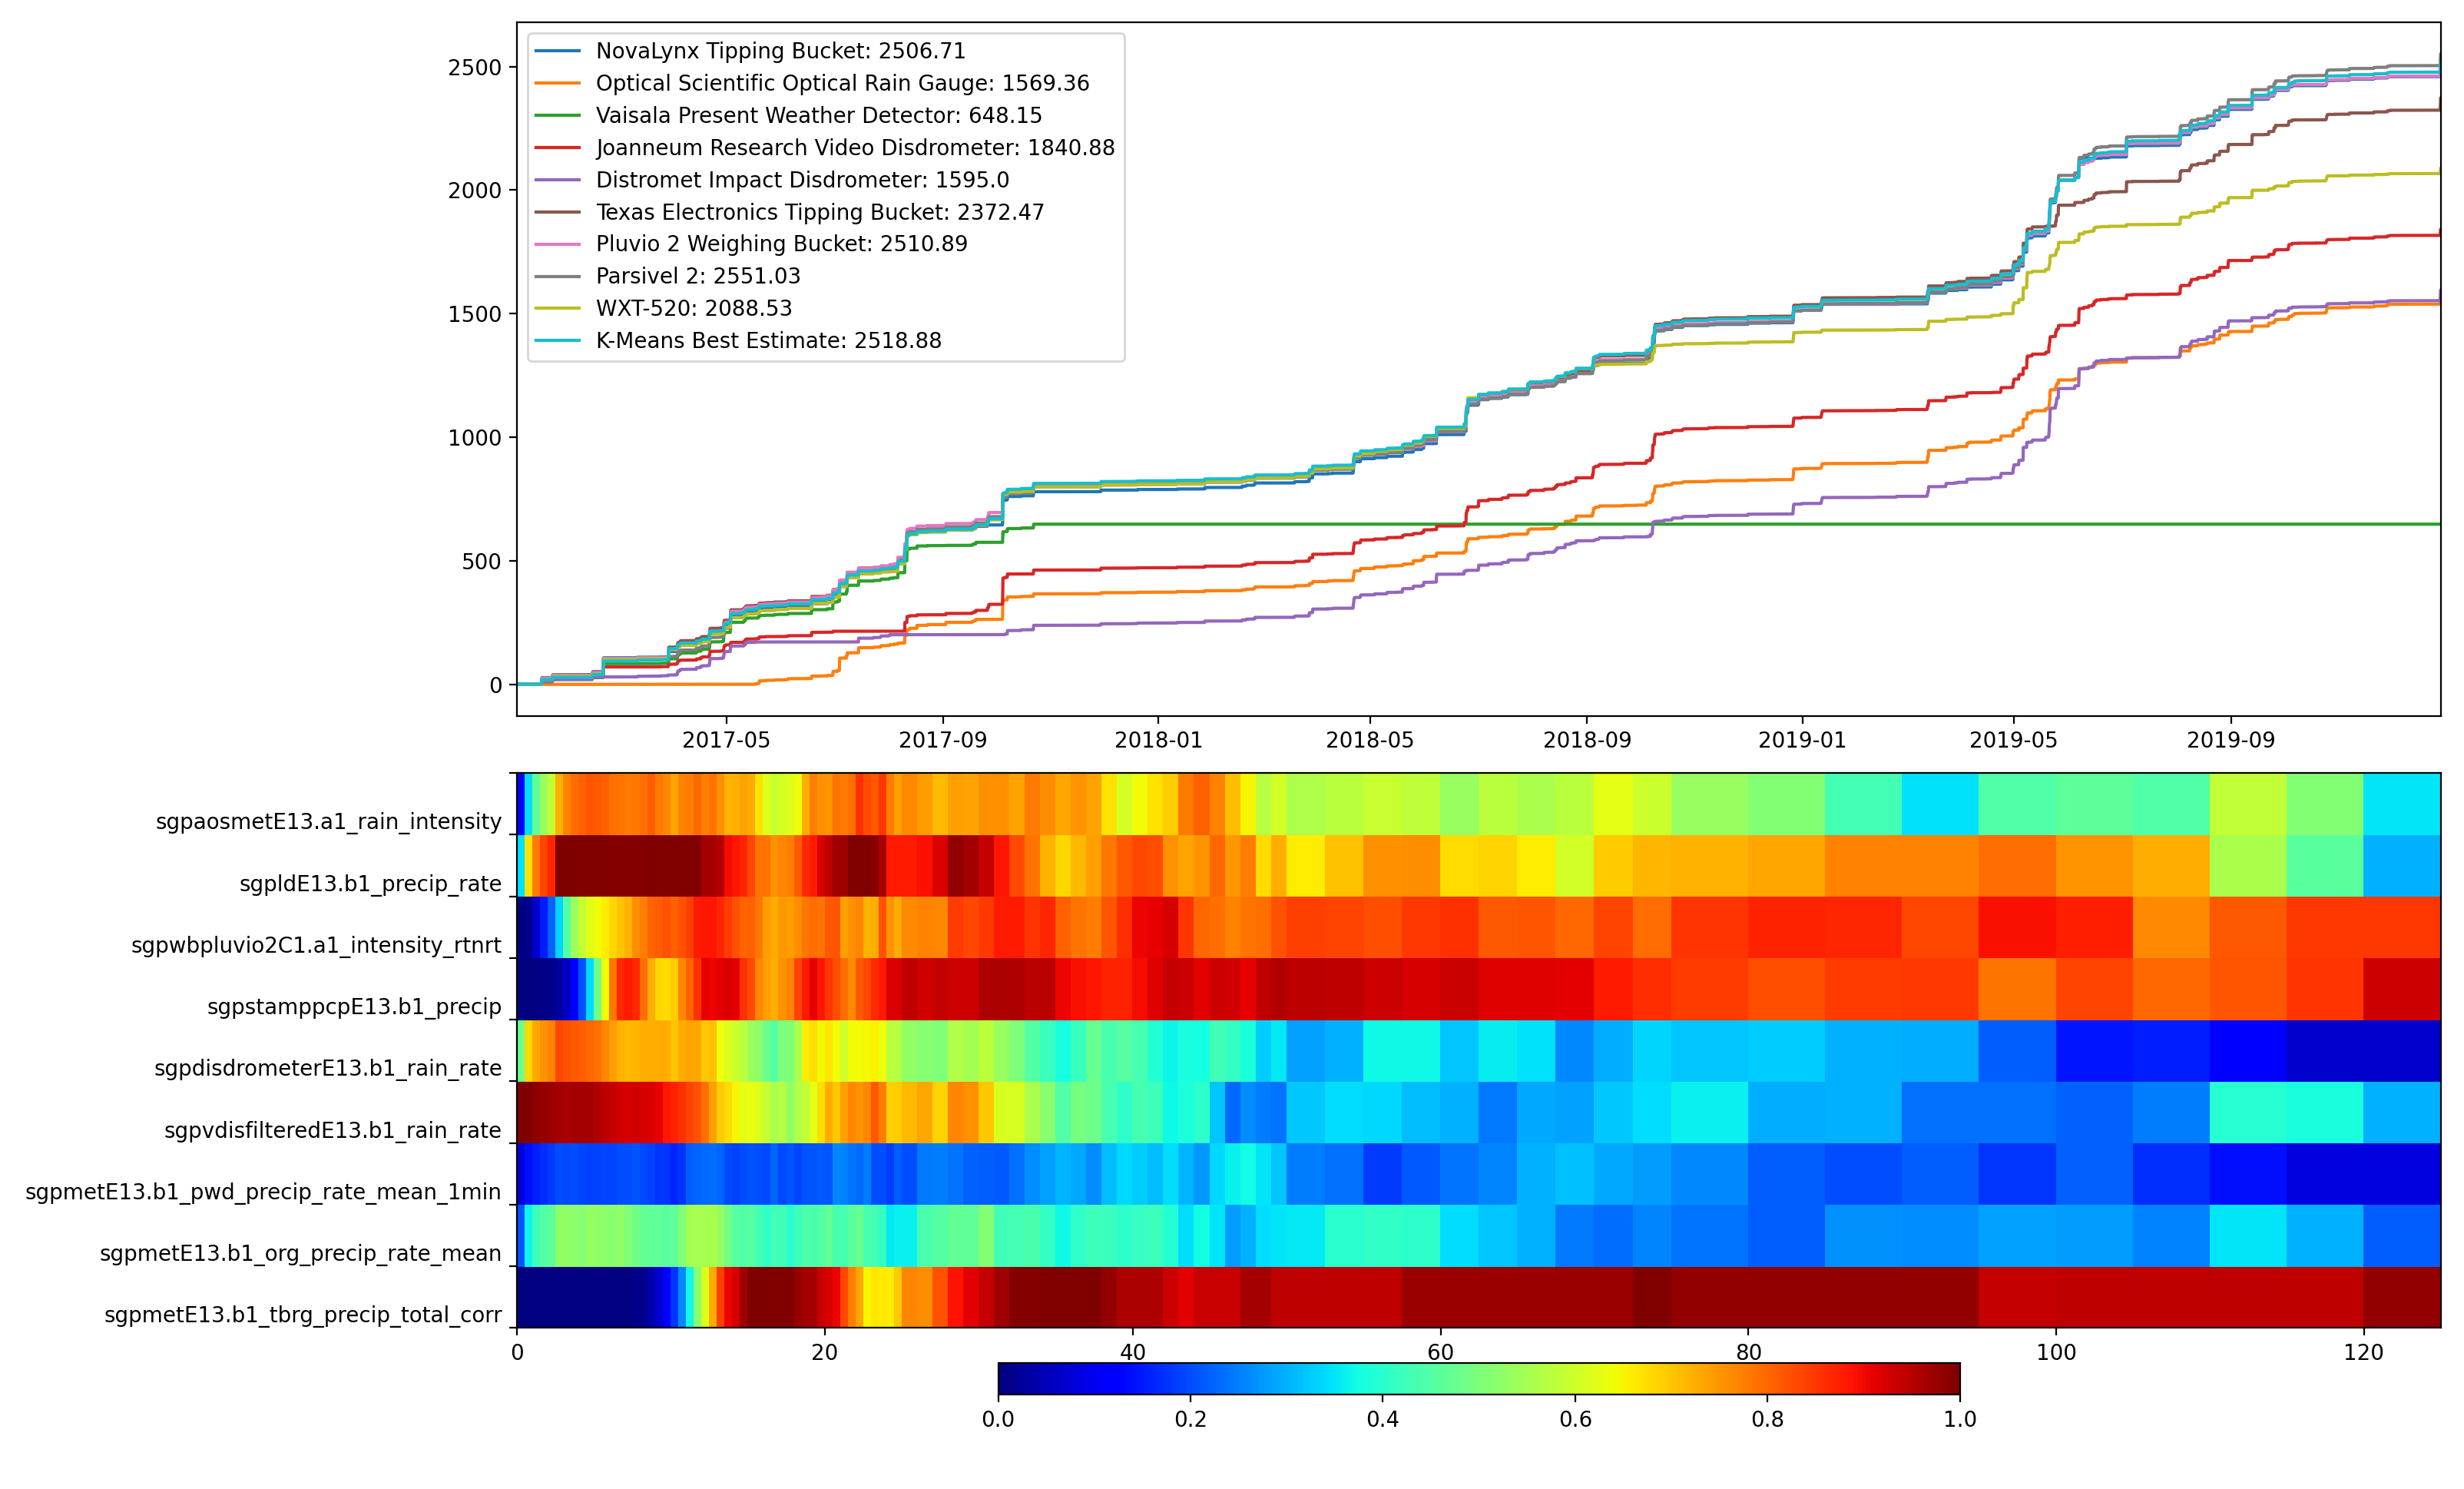 2500
2000
1500
1000
500
0
NovaLynx Tipping Bucket: 2506.71
Optical Scientific Optical Rain Gauge: 1569.36
Vaisala Present Weather Detector: 648.15
Joanneum Research Video Disdrometer: 1840.88
Distromet Impact Disdrometer: 1595.0
Texas Electronics Tipping Bucket: 2372.47
Pluvio 2 Weighing Bucket: 2510.89
Parsivel 2: 2551.03
WXT-520: 2088.53
K-Means Best Estimate: 2518.88
2017-05 2017-09 2018-01 2018-05 2018-09 2019-01 2019-05 2019-09
sgpaosmetE13.a1_rain_intensity
sgpldE13.b1_precip_rate
sgpwbpluvio2C1.a1_intensity_rtnrt
sgpstamppcpE13.b1_precip
sgpdisdrometerE13.b1_rain_rate
sgpvdisfilteredE13.b1_rain_rate
sgpmetE13.b1_pwd_precip_rate_mean_1min
sgpmetE13.b1_org_precip_rate_mean
sgpmetE13.b1_tbrg_precip_total_corr
0 20 40 60 80 100 120
0.0 0.2 0.4 0.6 0.8 1.0